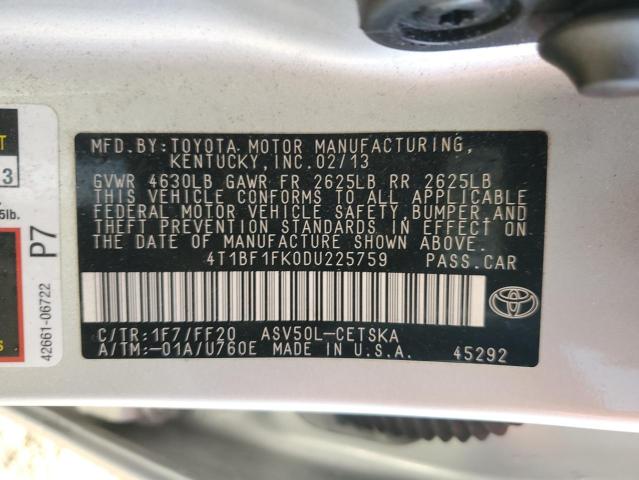 MFD.BY:TOYOTA MOTOR MANUFACTURING,
KENTUCKY, INC. 02/13
GVWR 4630LB GAWR FR 2625LB RR 2625LB
THIS VEHICLE CONFORMS TO ALL APPLICABLE
FEDERAL MOTOR VEHICLE SAFETY, BUMPER, AND
THEFT PREVENTION STANDARDS IN EFFECT ON
THE DATE OF MANUFACTURE SHOWN ABOVE.
4T1BF1FK0DU225759 PASS.CAR
C/TR:1F7/FF20 ASV50L-CETSKA
A/TM:-01A/U760E MADE IN U.S.A.
45292
TOYOTA
P7
42661-06722
3
5lb.